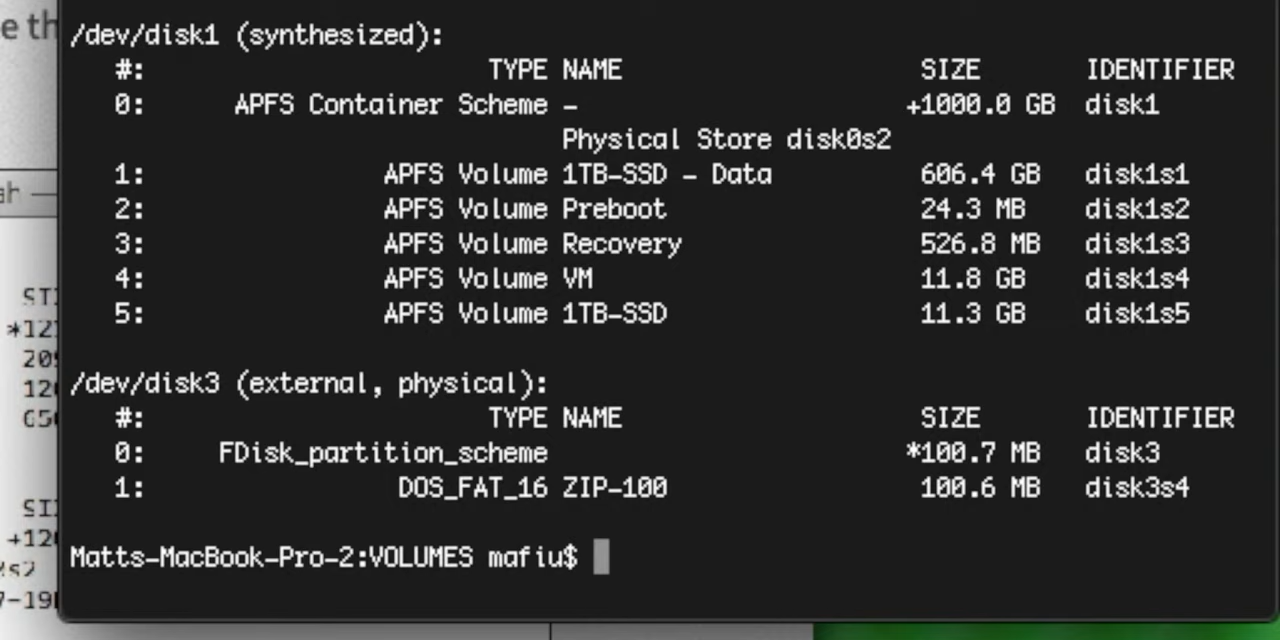 e th
/dev/disk1 (synthesized):
#: TYPE NAME SIZE IDENTIFIER
0: APFS Container Scheme - +1000.0 GB disk1
Physical Store disk0s2
1: APFS Volume 1TB-SSD - Data 606.4 GB disk1s1
2: APFS Volume Preboot 24.3 MB disk1s2
3: APFS Volume Recovery 526.8 MB disk1s3
4: APFS Volume VM 11.8 GB disk1s4
5: APFS Volume 1TB-SSD 11.3 GB disk1s5
/dev/disk3 (external, physical):
#: TYPE NAME SIZE IDENTIFIER
0: FDisk_partition_scheme *100.7 MB disk3
1: DOS_FAT_16 ZIP-100 100.6 MB disk3s4
Matts-MacBook-Pro-2:VOLUMES mafiu$